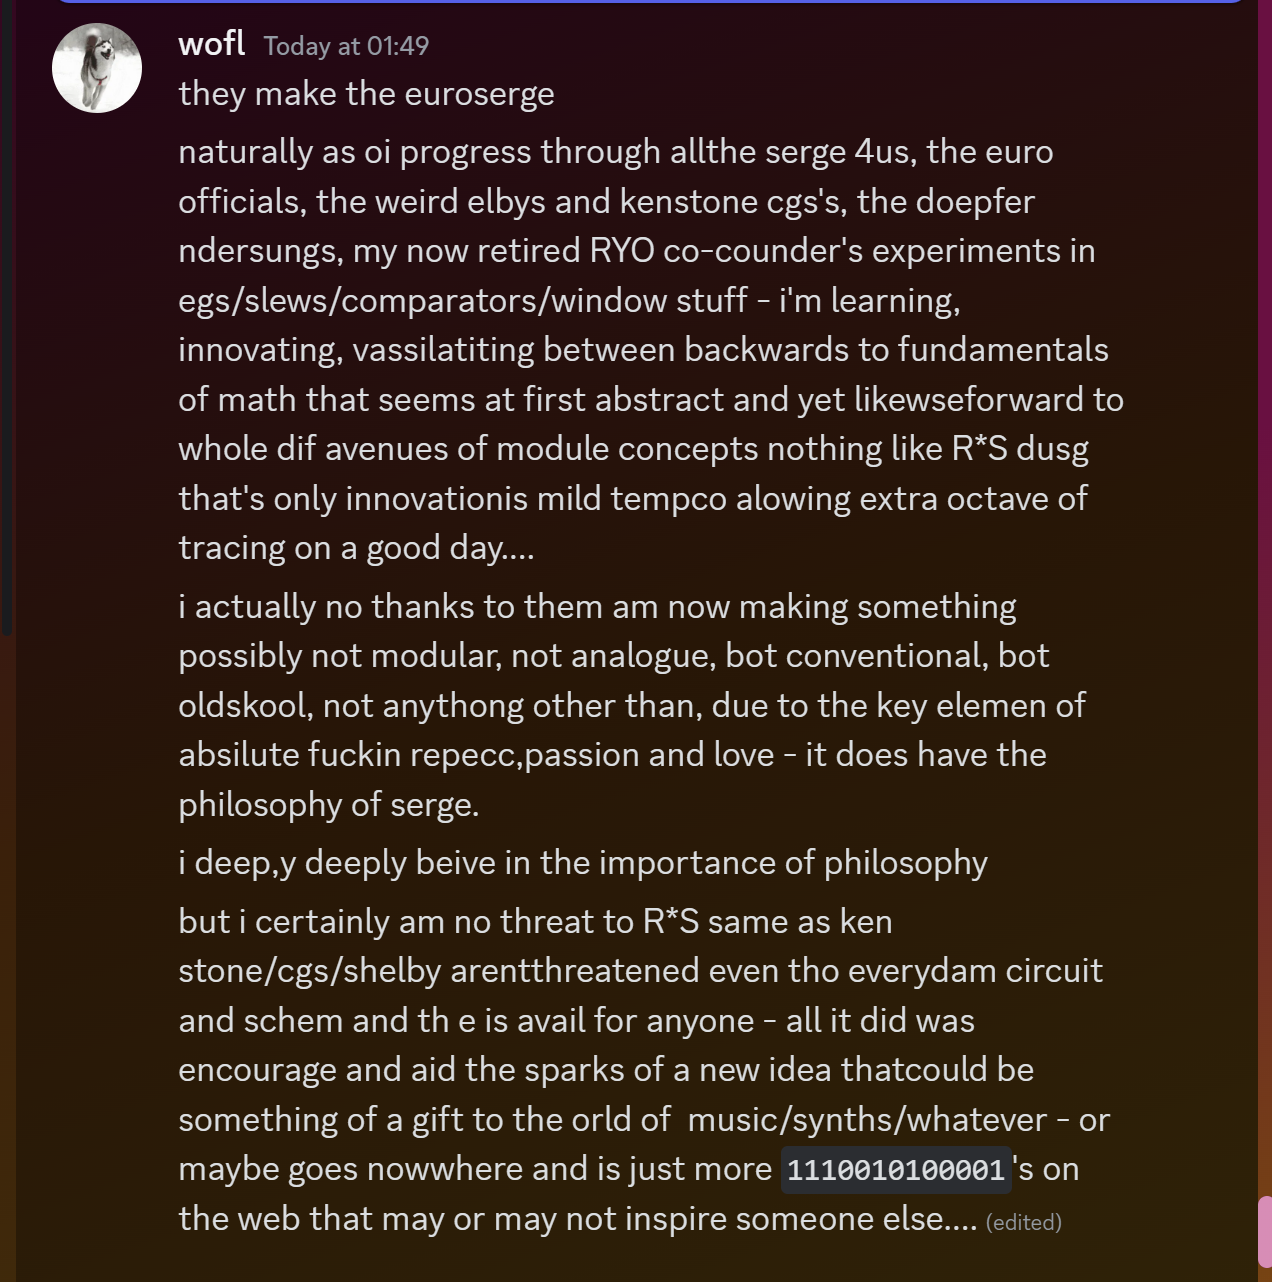 wofl Today at 01:49
they make the euroserge
naturally as oi progress through allthe serge 4us, the euro
officials, the weird elbys and kenstone cgs's, the doepfer
ndersungs, my now retired RYO co-counder's experiments in
egs/slews/comparators/window stuff - i'm learning,
innovating, vassilatiting between backwards to fundamentals
of math that seems at first abstract and yet likewseforward to
whole dif avenues of module concepts nothing like R*S dusg
that's only innovationis mild tempco alowing extra octave of
tracing on a good day....
i actually no thanks to them am now making something
possibly not modular, not analogue, bot conventional, bot
oldskool, not anythong other than, due to the key elemen of
absilute fuckin repecc,passion and love - it does have the
philosophy of serge.
i deep,y deeply beive in the importance of philosophy
but i certainly am no threat to R*S same as ken
stone/cgs/shelby arentthreatened even tho everydam circuit
and schem and th e is avail for anyone - all it did was
encourage and aid the sparks of a new idea thatcould be
something of a gift to the orld of  music/synths/whatever - or
maybe goes nowwhere and is just more 1110010100001's on
the web that may or may not inspire someone else.... (edited)